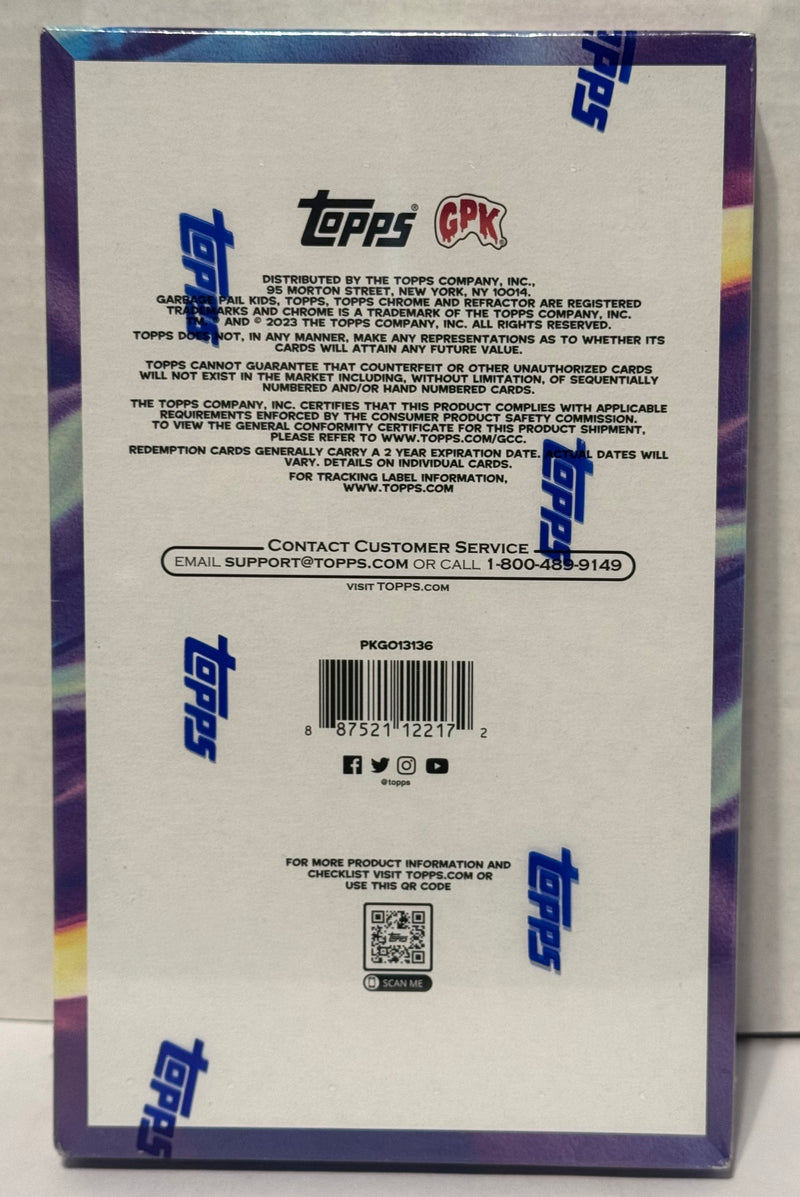 TOPPS
TOPPS® GPK®
TOPPS
DISTRIBUTED BY THE TOPPS COMPANY, INC.,
95 MORTON STREET, NEW YORK, NY 10014.
GARBAGE PAIL KIDS, TOPPS, TOPPS CHROME AND REFRACTOR ARE REGISTERED
TRADEMARKS AND CHROME IS A TRADEMARK OF THE TOPPS COMPANY, INC.
TM, ® AND © 2023 THE TOPPS COMPANY, INC. ALL RIGHTS RESERVED.
TOPPS DOES NOT, IN ANY MANNER, MAKE ANY REPRESENTATIONS AS TO WHETHER ITS
CARDS WILL ATTAIN ANY FUTURE VALUE.
TOPPS CANNOT GUARANTEE THAT COUNTERFEIT OR OTHER UNAUTHORIZED CARDS
WILL NOT EXIST IN THE MARKET INCLUDING, WITHOUT LIMITATION, OF SEQUENTIALLY
NUMBERED AND/OR HAND NUMBERED CARDS.
THE TOPPS COMPANY, INC. CERTIFIES THAT THIS PRODUCT COMPLIES WITH APPLICABLE
REQUIREMENTS ENFORCED BY THE CONSUMER PRODUCT SAFETY COMMISSION.
TO VIEW THE GENERAL CONFORMITY CERTIFICATE FOR THIS PRODUCT SHIPMENT,
PLEASE REFER TO WWW.TOPPS.COM/GCC.
REDEMPTION CARDS GENERALLY CARRY A 2 YEAR EXPIRATION DATE. ACTUAL DATES WILL
VARY. DETAILS ON INDIVIDUAL CARDS.
FOR TRACKING LABEL INFORMATION,
WWW.TOPPS.COM
TOPPS
CONTACT CUSTOMER SERVICE
EMAIL SUPPORT@TOPPS.COM OR CALL 1-800-489-9149
VISIT TOPPS.COM
PKGO13136
TOPPS
8 87521 12217 2
@topps
FOR MORE PRODUCT INFORMATION AND
CHECKLIST VISIT TOPPS.COM OR
USE THIS QR CODE
TOPPS
TOPPS
SCAN ME
TOPPS